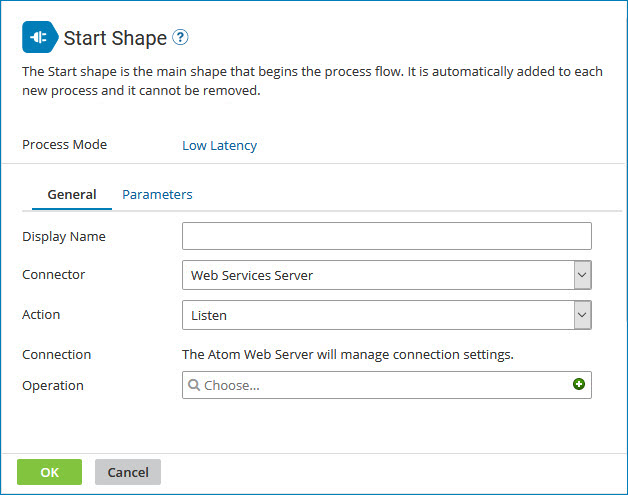 Start Shape ?
The Start shape is the main shape that begins the process flow. It is automatically added to each
new process and it cannot be removed.
Process Mode Low Latency
General Parameters
Display Name
Connector Web Services Server
Action Listen
Connection The Atom Web Server will manage connection settings.
Operation Choose...
OK Cancel